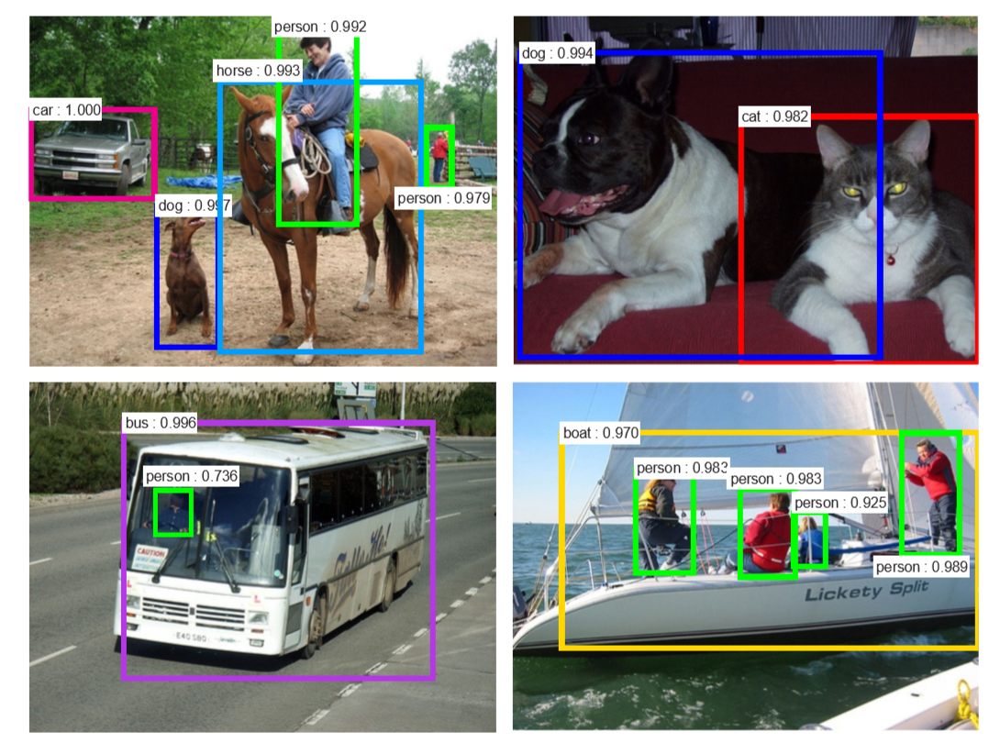 person : 0.992
horse : 0.993
car : 1.000
dog : 0.997
person : 0.979
dog : 0.994
cat : 0.982
bus : 0.996
person : 0.736
CAUTION
L
L
E40 SBO
boat : 0.970
person : 0.983
person : 0.983
person : 0.925
person : 0.989
Lickety Split